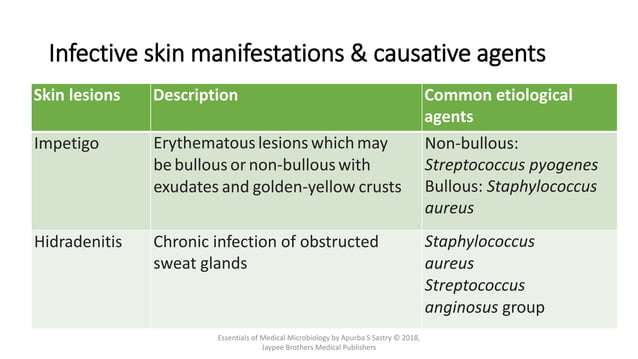 Infective skin manifestations & causative agents
Skin lesions
Description
Common etiological
agents
Impetigo
Erythematous lesions which may
be bullous or non-bullous with
exudates and golden-yellow crusts
Non-bullous:
Streptococcus pyogenes
Bullous: Staphylococcus
aureus
Hidradenitis
Chronic infection of obstructed
sweat glands
Staphylococcus
aureus
Streptococcus
anginosus group
Essentials of Medical Microbiology by Apurba S Sastry © 2018,
Jaypee Brothers Medical Publishers